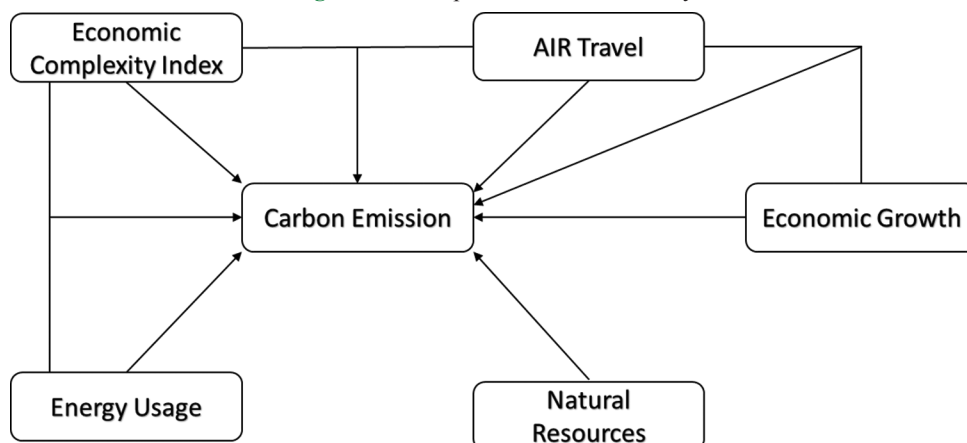 Economic
Complexity Index
AIR Travel
Carbon Emission
Economic Growth
Energy Usage
Natural
Resources